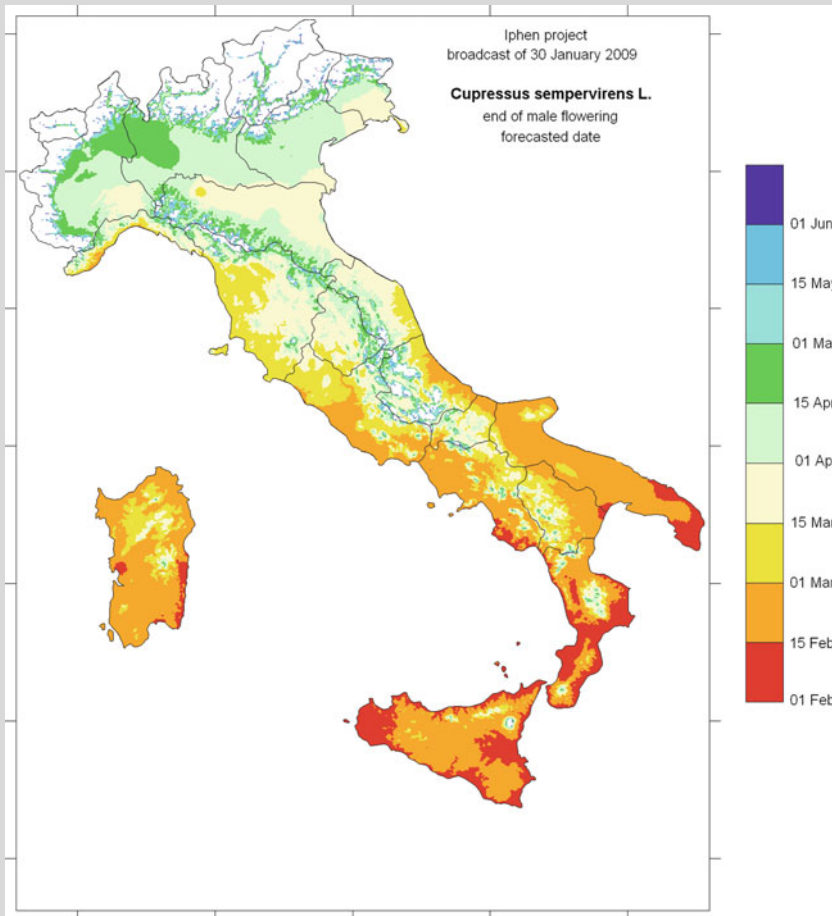 Iphen project
broadcast of 30 January 2009
Cupressus sempervirens L.
end of male flowering
forecasted date
01 Jun
15 May
01 Ma
15 Apr
01 Ap
15 Mar
01 Mar
15 Feb
01 Feb